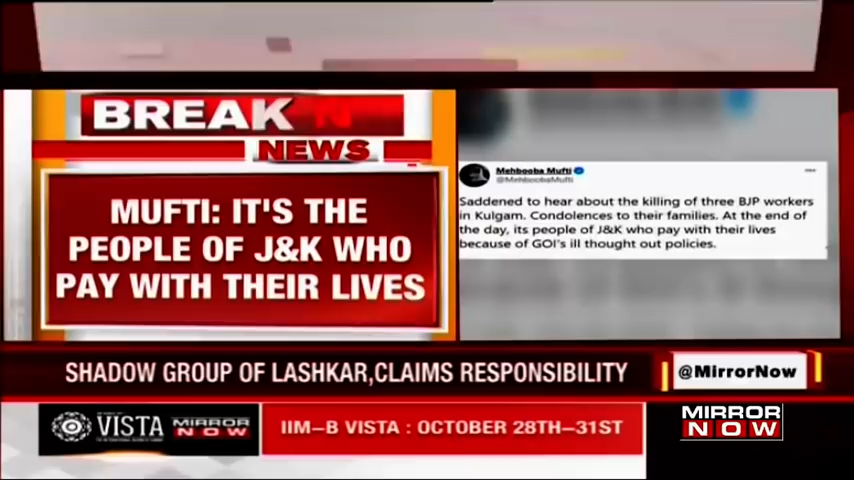 BREAK N
NEWS
MUFTI: IT'S THE
PEOPLE OF J&K WHO
PAY WITH THEIR LIVES
Mehbooba Mufti
@MehboobaMufti
Saddened to hear about the killing of three BJP workers
in Kulgam. Condolences to their families. At the end of
the day, its people of J&K who pay with their lives
because of GOI's ill thought out policies.
SHADOW GROUP OF LASHKAR,CLAIMS RESPONSIBILITY
@MirrorNow
VISTA
MIRROR
NOW
IIM-B VISTA : OCTOBER 28TH-31ST
MIRROR
NOW